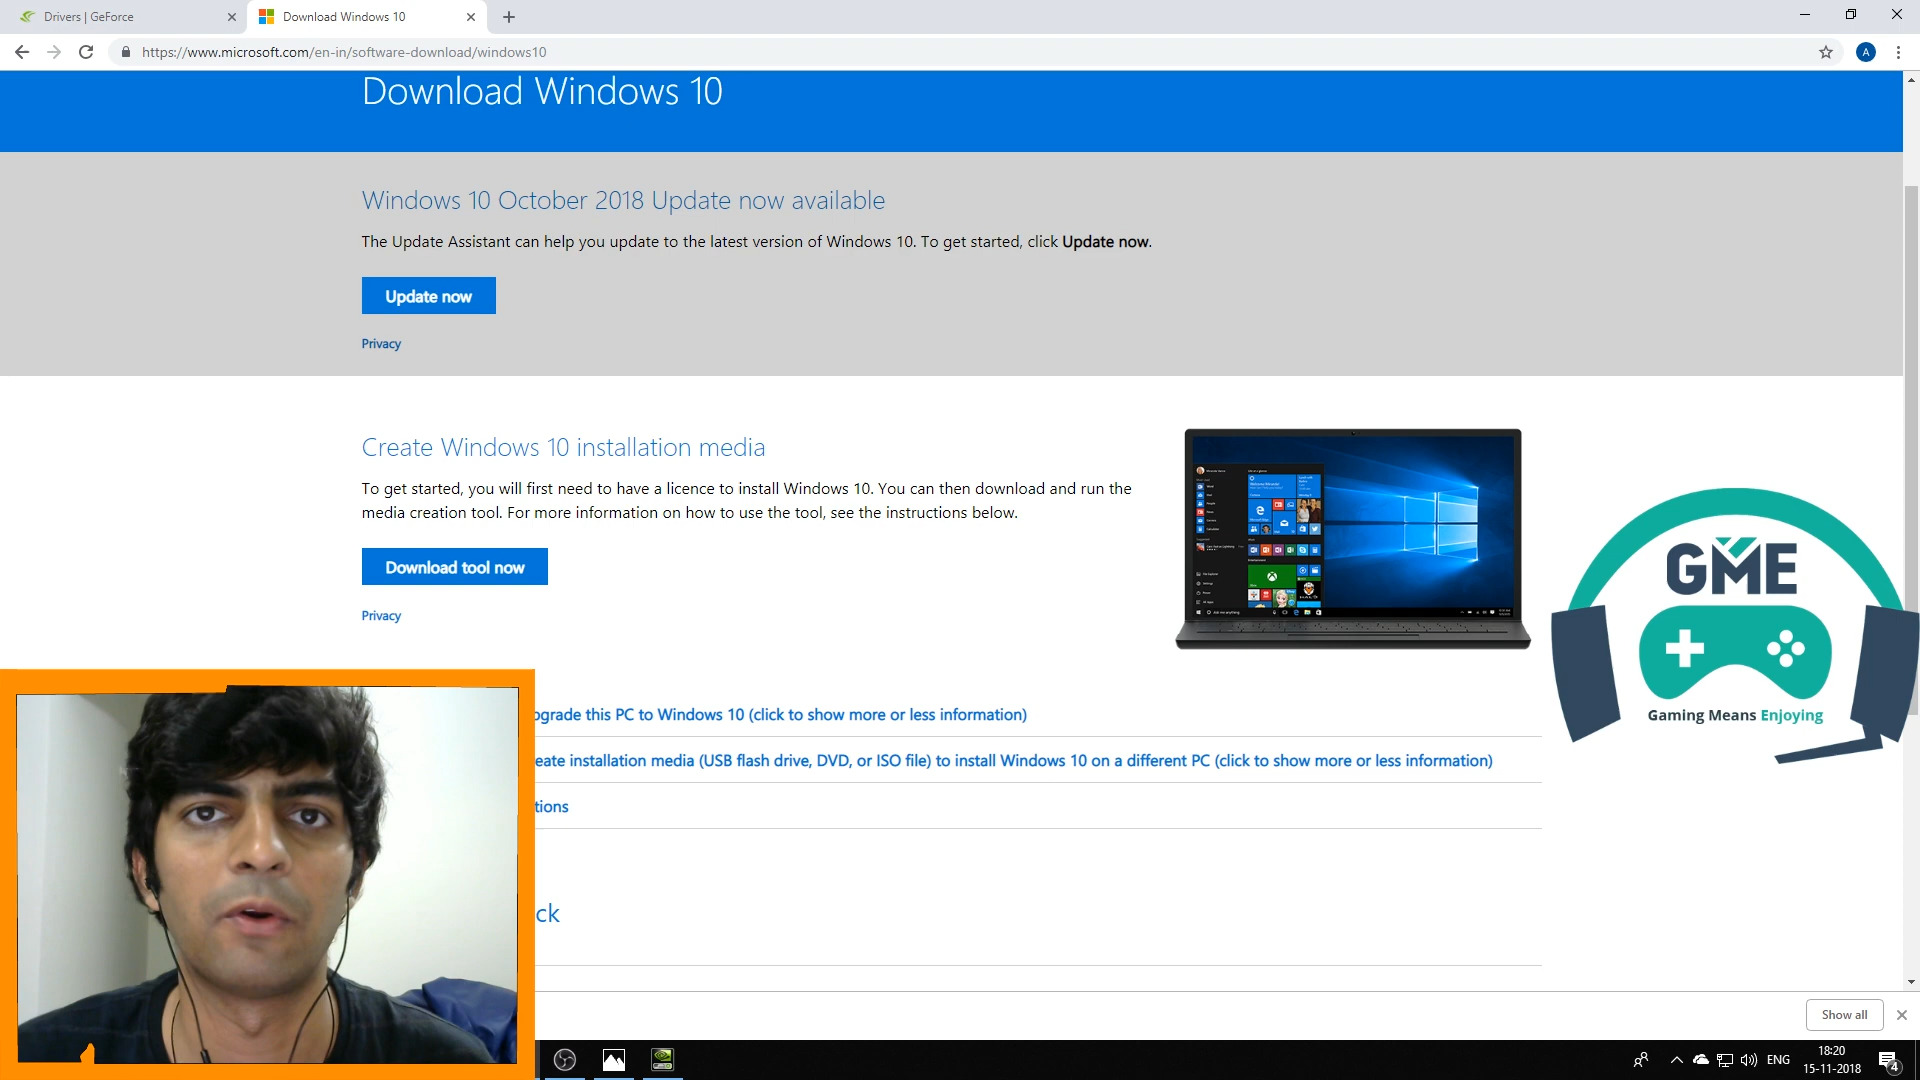 Drivers | GeForce
Download Windows 10
https://www.microsoft.com/en-in/software-download/windows10
A
Download Windows 10
Windows 10 October 2018 Update now available
The Update Assistant can help you update to the latest version of Windows 10. To get started, click Update now.
Update now
Privacy
Create Windows 10 installation media
To get started, you will first need to have a licence to install Windows 10. You can then download and run the
media creation tool. For more information on how to use the tool, see the instructions below.
Download tool now
Privacy
GME
Gaming Means Enjoying
pgrade this PC to Windows 10 (click to show more or less information)
eate installation media (USB flash drive, DVD, or ISO file) to install Windows 10 on a different PC (click to show more or less information)
tions
ck
Show all
ENG
18:20
15-11-2018
4